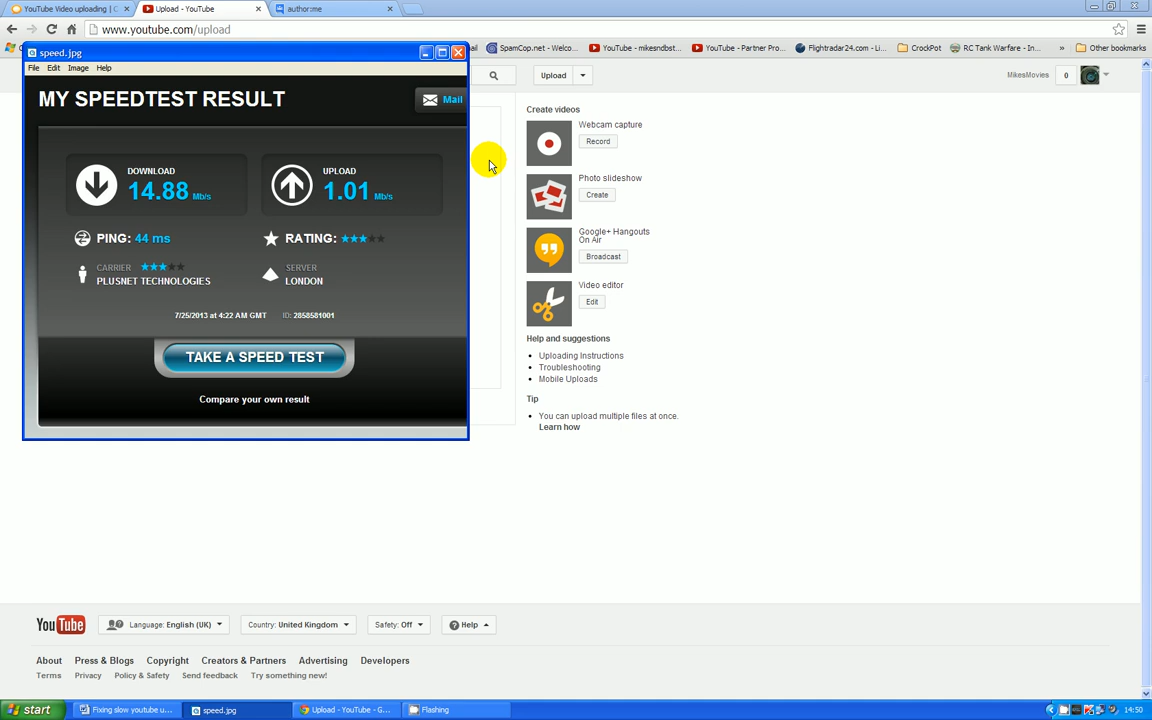 YouTube Video uploading | C
Upload - YouTube
author:me
www.youtube.com/upload
SpamCop.net - Welco...
YouTube - mikesndbst...
YouTube - Partner Pro...
Flightradar24.com - Li...
CrockPot
RC Tank Warfare - In...
»
Other bookmarks
speed.jpg
File Edit Image Help
Upload
MikesMovies
0
MY SPEEDTEST RESULT
Mail
DOWNLOAD
14.88 Mb/s
UPLOAD
1.01 Mb/s
PING: 44 ms
RATING:
CARRIER
PLUSNET TECHNOLOGIES
SERVER
LONDON
7/25/2013 at 4:22 AM GMT ID: 2858581001
TAKE A SPEED TEST
Compare your own result
Create videos
Webcam capture
Record
Photo slideshow
Create
Google+ Hangouts
On Air
Broadcast
Video editor
Edit
Help and suggestions
• Uploading Instructions
• Troubleshooting
• Mobile Uploads
Tip
• You can upload multiple files at once.
Learn how
YouTube
Language: English (UK)
Country: United Kingdom
Safety: Off
Help
About Press & Blogs Copyright Creators & Partners Advertising Developers
Terms Privacy Policy & Safety Send feedback Try something new!
start
Fixing slow youtube u...
speed.jpg
Upload - YouTube - G...
Flashing
14:50